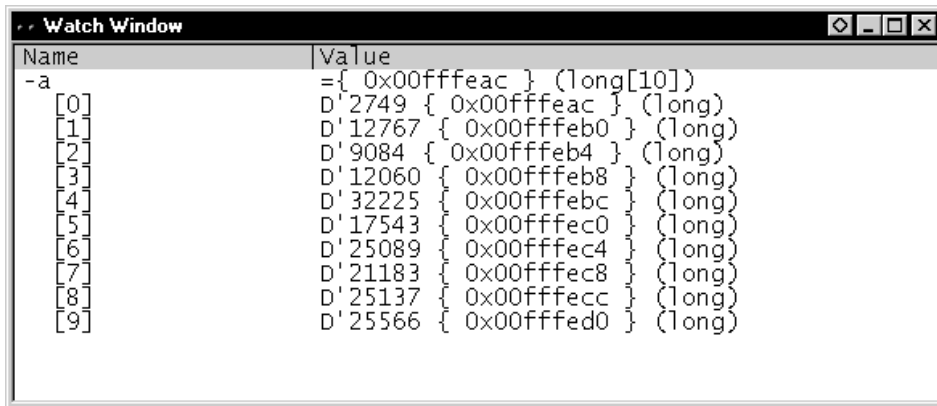 Watch Window
Name Value
-a ={ 0x00fffeac } (long[10])
[0] D'2749 { 0x00fffeac } (long)
[1] D'12767 { 0x00fffeb0 } (long)
[2] D'9084 { 0x00fffeb4 } (long)
[3] D'12060 { 0x00fffeb8 } (long)
[4] D'32225 { 0x00fffebc } (long)
[5] D'17543 { 0x00fffec0 } (long)
[6] D'25089 { 0x00fffec4 } (long)
[7] D'21183 { 0x00fffec8 } (long)
[8] D'25137 { 0x00fffecc } (long)
[9] D'25566 { 0x00fffed0 } (long)